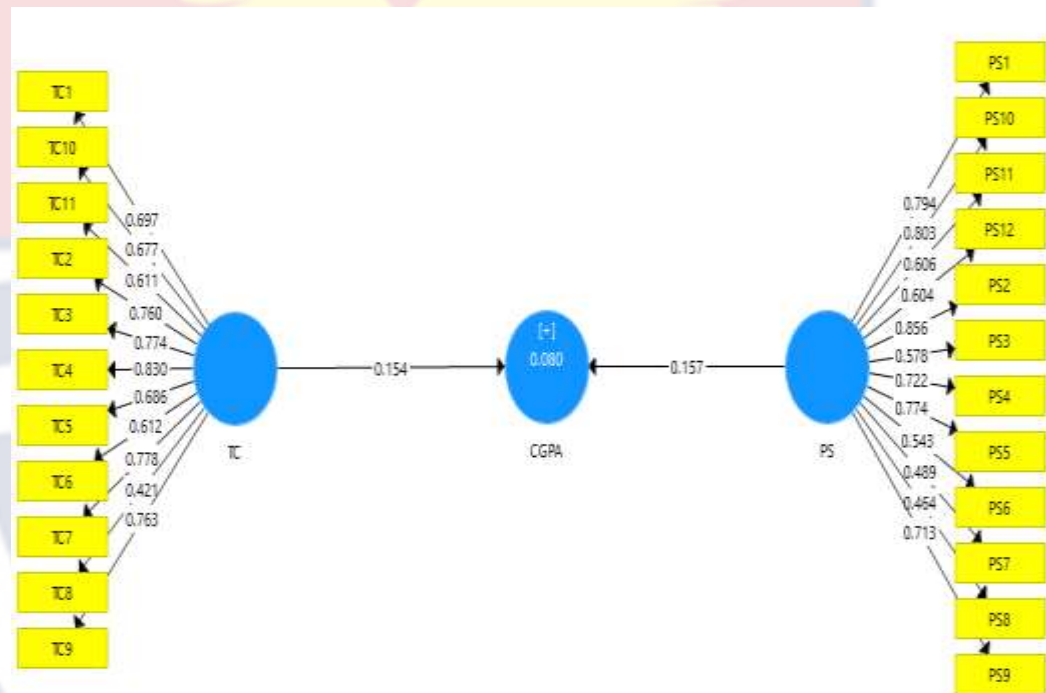 TC1
TC10
TC11
TC2
TC3
TC4
TC5
TC6
TC7
TC8
TC9
0.697
0.677
0.611
0.760
0.774
0.830
0.686
0.612
0.778
0.421
0.763
TC
0.154
[+]
0.080
CGPA
0.157
PS
0.794
0.803
0.606
0.604
0.856
0.578
0.722
0.774
0.543
0.489
0.464
0.713
PS1
PS10
PS11
PS12
PS2
PS3
PS4
PS5
PS6
PS7
PS8
PS9